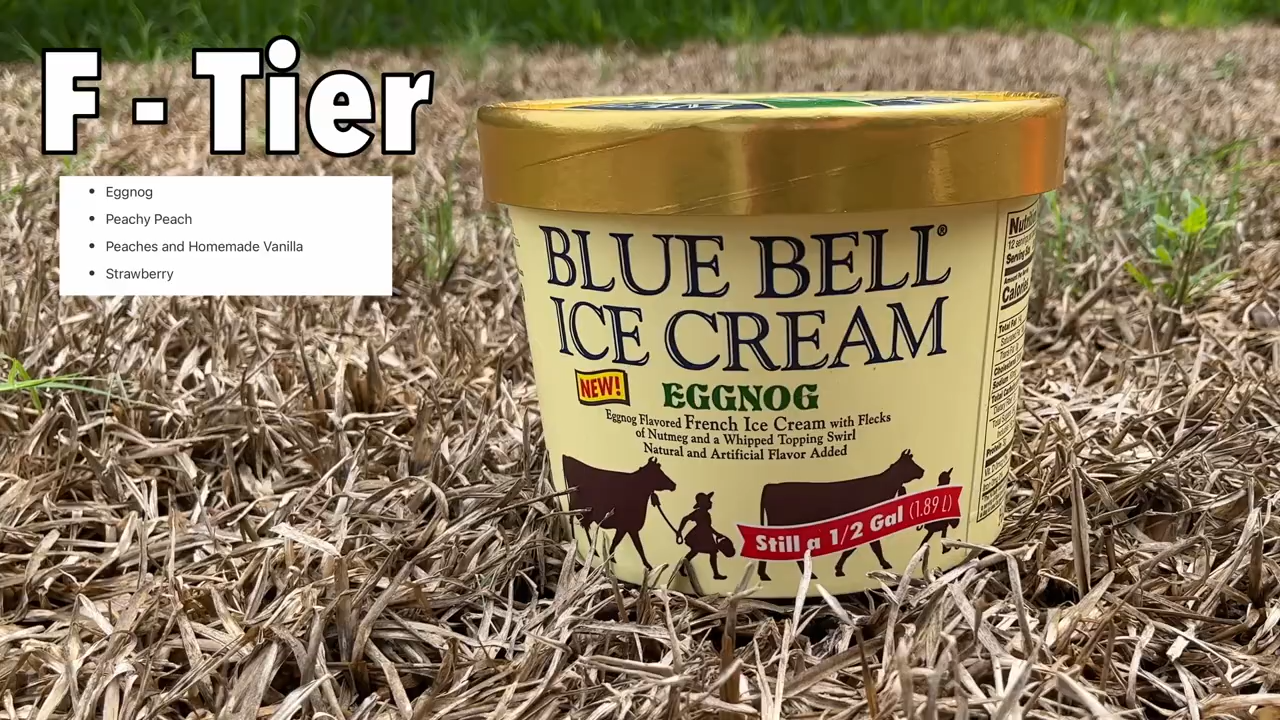 F - Tier
Eggnog
Peachy Peach
Peaches and Homemade Vanilla
Strawberry
BLUE BELL®
ICE CREAM
NEW!
EGGNOG
Eggnog Flavored French Ice Cream with Flecks
of Nutmeg and a Whipped Topping Swirl
Natural and Artificial Flavor Added
Still a 1/2 Gal (1.89 L)